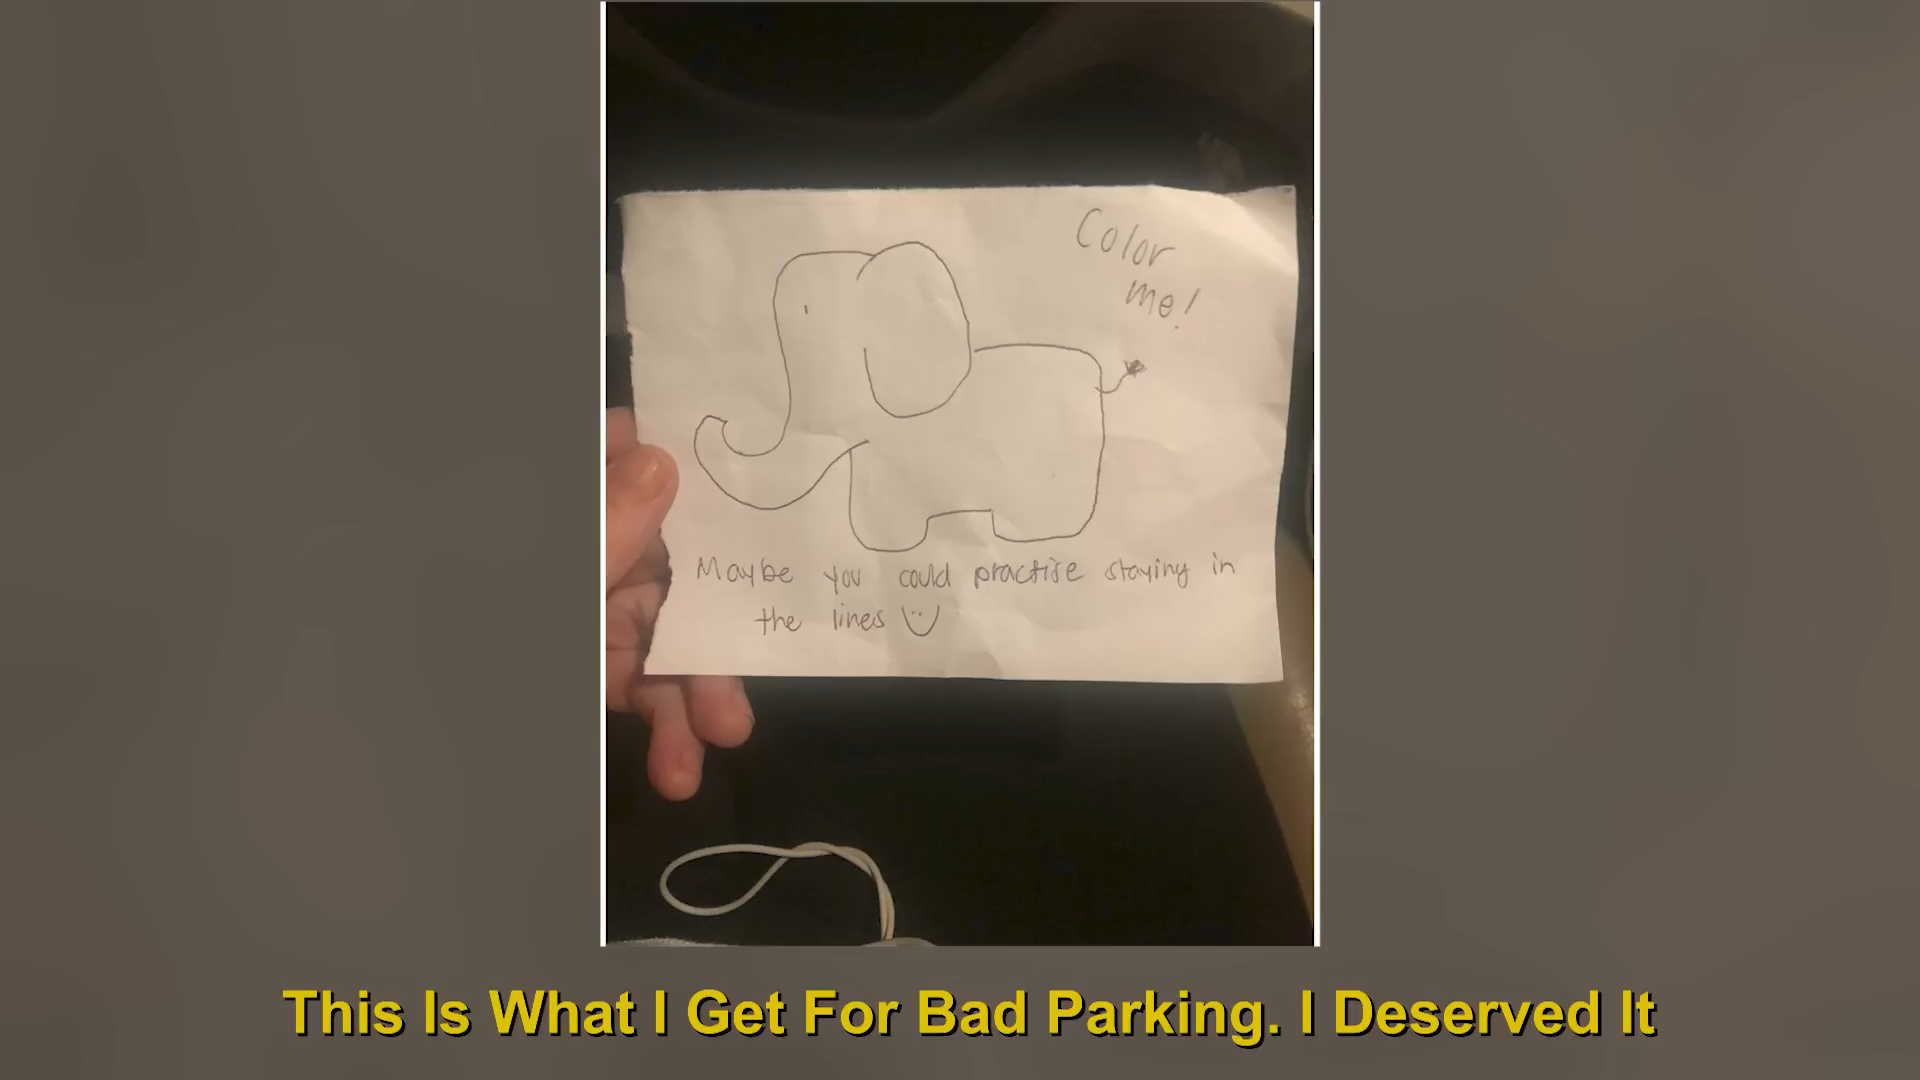 Color
me!
Maybe you could practise staying in
the lines
This Is What I Get For Bad Parking. I Deserved It